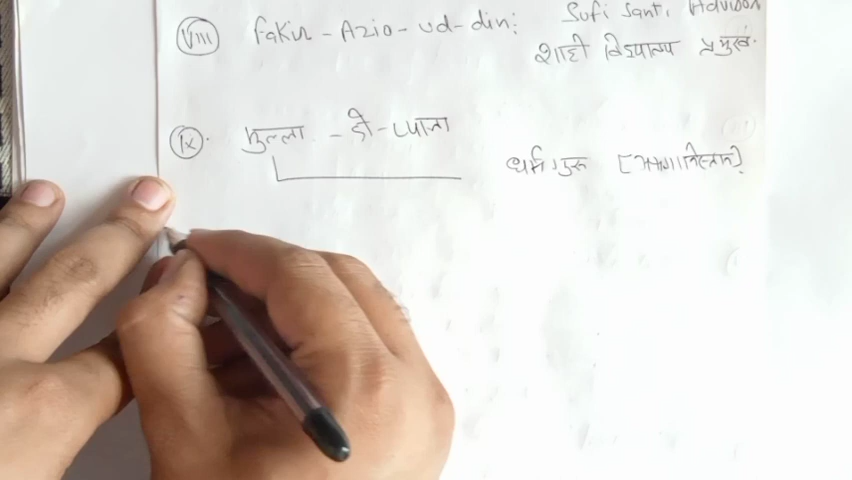 (VIII) Fakir - Azio - ud - din: Sufi Sant, Advisor
शाही विद्यालय प्रमुख.
(Ix). मुल्ला - दो - प्याजा
धर्मगुरु [अफगानिस्तान].